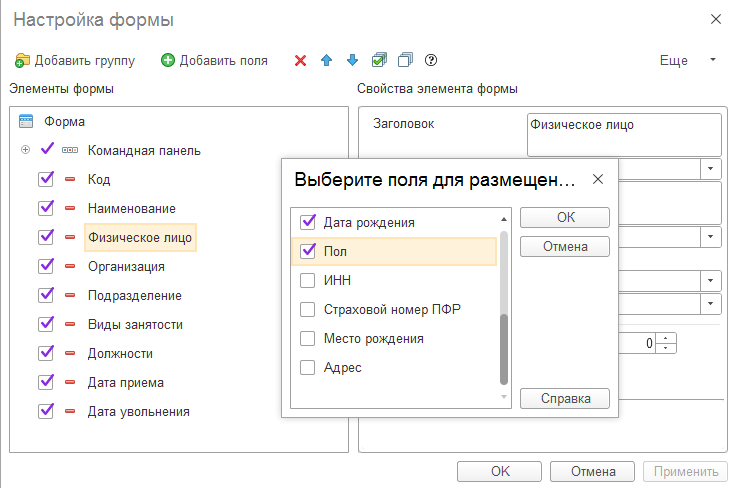 Настройка формы
Добавить группу
Добавить поля
Еще
Элементы формы
Свойства элемента формы
Форма
Командная панель
Код
Наименование
Физическое лицо
Организация
Подразделение
Виды занятости
Должности
Дата приема
Дата увольнения
Заголовок
Физическое лицо
Выберите поля для размещен...
Дата рождения
Пол
ИНН
Страховой номер ПФР
Место рождения
Адрес
OK
Отмена
Справка
0
OK
Отмена
Применить